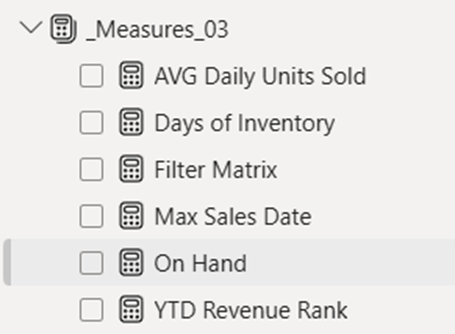 _Measures_03
AVG Daily Units Sold
Days of Inventory
Filter Matrix
Max Sales Date
On Hand
YTD Revenue Rank